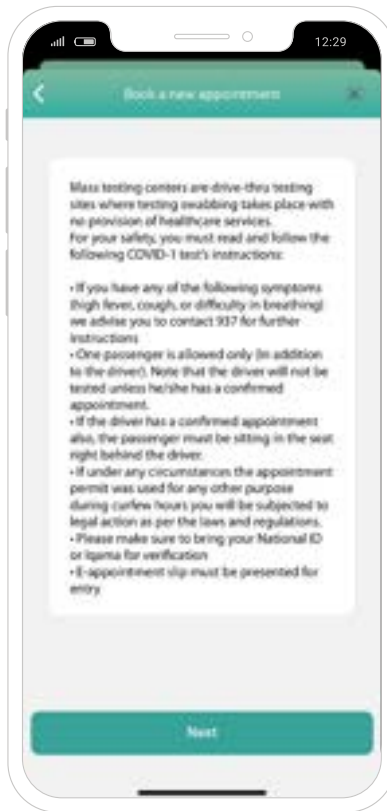 12:29
Book a new appointment
Mass testing centers are drive-thru testing
sites where testing swabbing takes place with
no provision of healthcare services.
For your safety, you must read and follow the
following COVID-1 test's instructions:
• If you have any of the following symptoms
(high fever, cough, or difficulty in breathing)
we advise you to contact 937 for further
instructions
• One passenger is allowed only (in addition
to the driver). Note that the driver will not be
tested unless he/she has a confirmed
appointment.
• If the driver has a confirmed appointment
also, the passenger must be sitting in the seat
right behind the driver.
• If under any circumstances the appointment
permit was used for any other purpose
during curfew hours you will be subjected to
legal action as per the laws and regulations.
• Please make sure to bring your National ID
or Iqama for verification
• E-appointment slip must be presented for
entry
Next